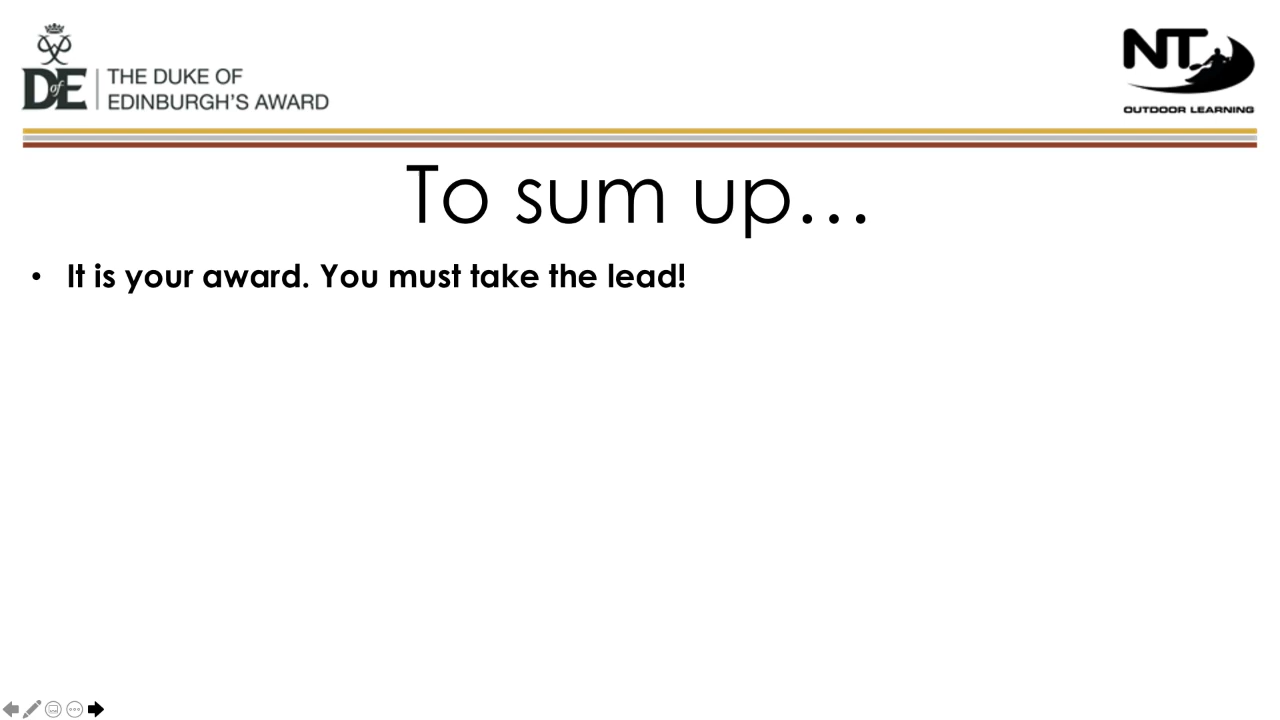 DofE
THE DUKE OF
EDINBURGH'S AWARD
NT
OUTDOOR LEARNING
To sum up...
• It is your award. You must take the lead!